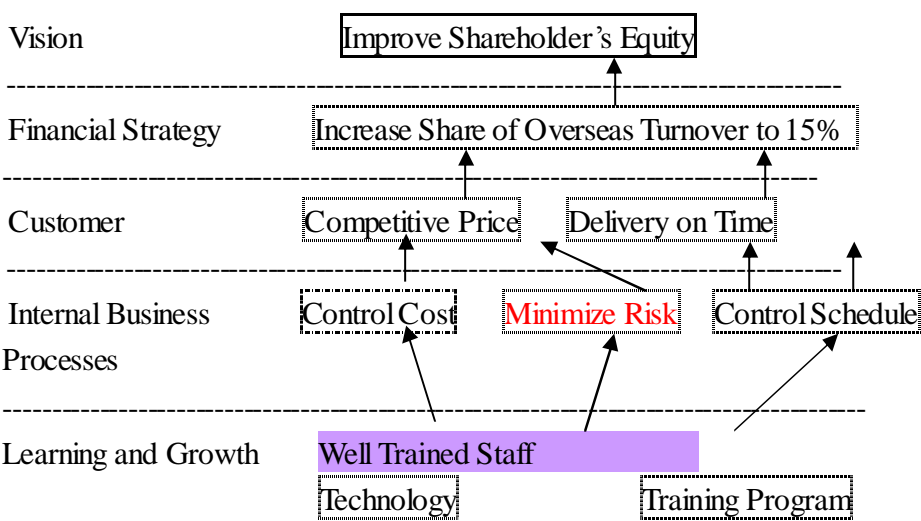 Vision
Improve Shareholder’s Equity
Financial Strategy
Increase Share of Overseas Turnover to 15%
Customer
Competitive Price
Delivery on Time
Internal Business
Processes
Control Cost
Minimize Risk
Control Schedule
Learning and Growth
Well Trained Staff
Technology
Training Program